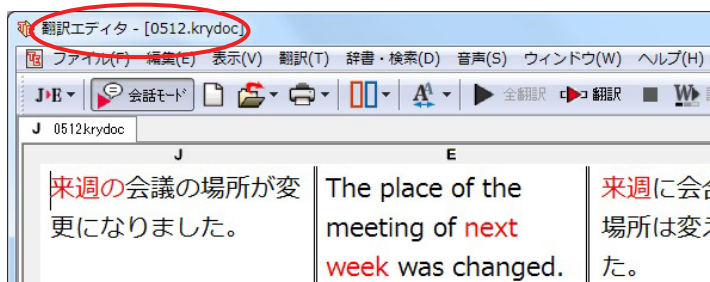 翻訳エディタ - [0512.krydoc]
ファイル(F) 編集(E) 表示(V) 翻訳(T) 辞書・検索(D) 音声(S) ウィンドウ(W) ヘルプ(H)
J▸E 会話モード A 全翻訳 翻訳 W
J 0512.krydoc
J E
来週の会議の場所が変
更になりました。
The place of the
meeting of next
week was changed.
来週に会
場所は変
た。